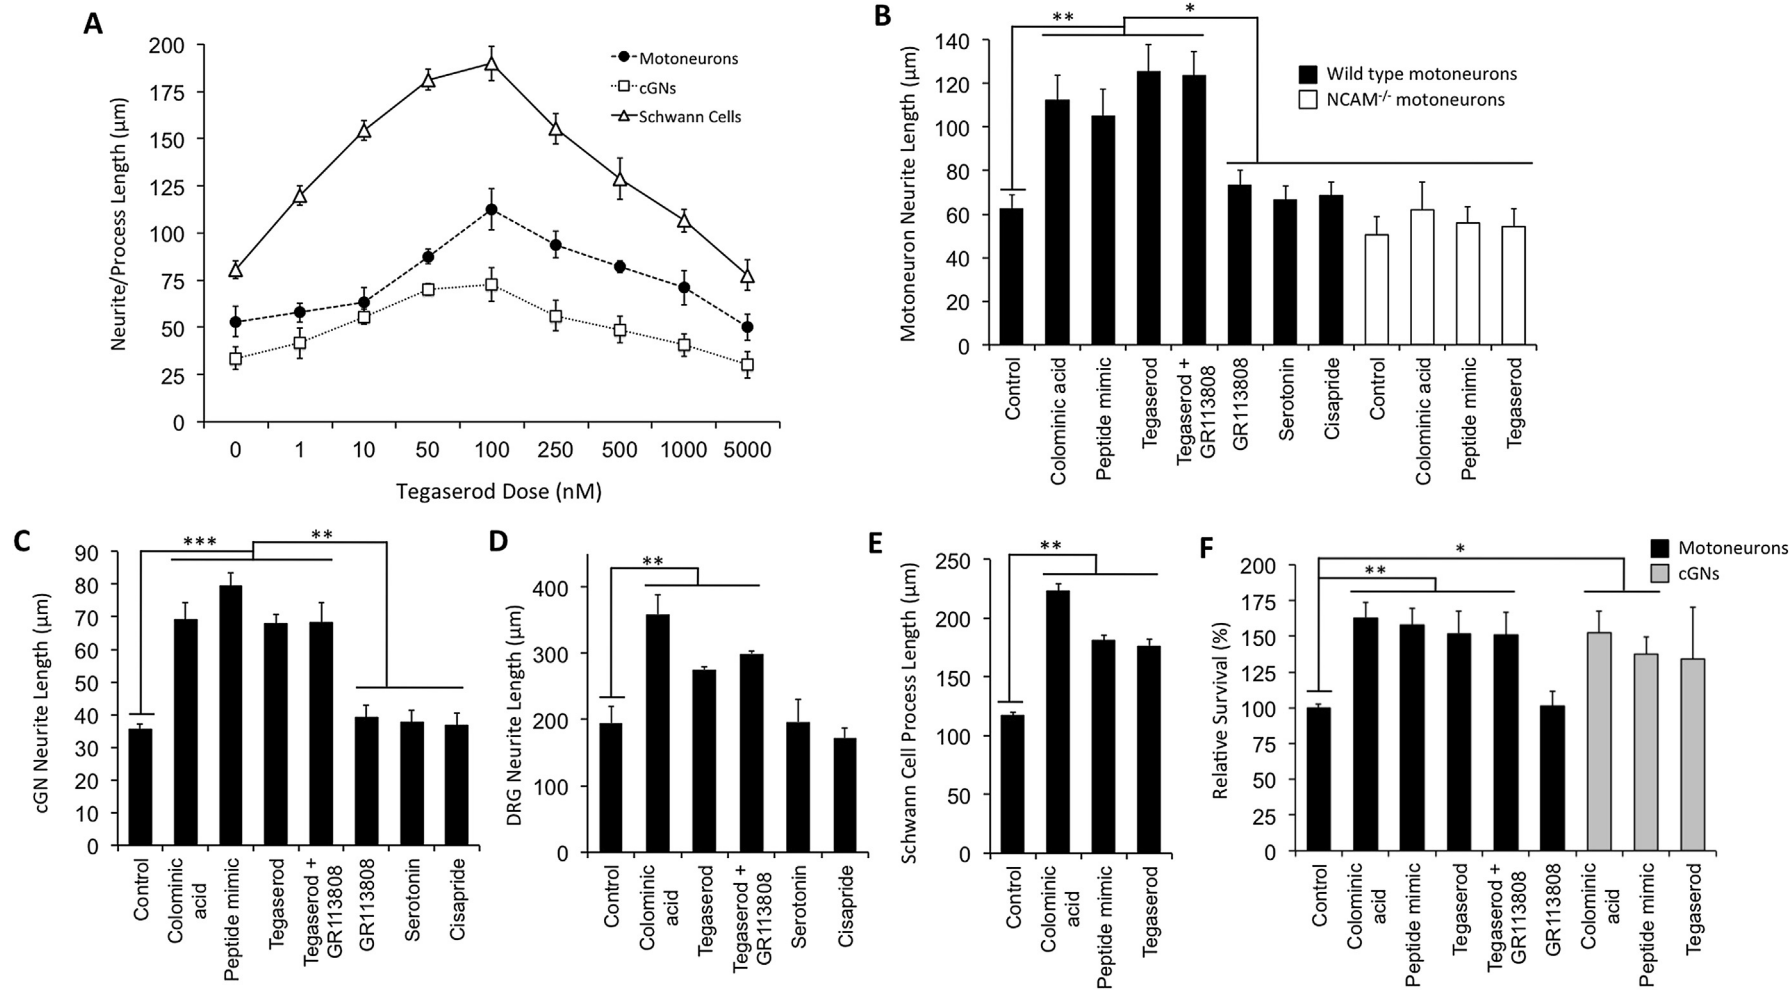 A
Neurite/Process Length (µm)
200
175
150
125
100
75
50
25
0
0 1 10 50 100 250 500 1000 5000
Tegaserod Dose (nM)
Motoneurons
cGNs
Schwann Cells
B
Motoneuron Neurite Length (µm)
140
120
100
80
60
40
20
0
** *
Wild type motoneurons
NCAM-/- motoneurons
Control
Colominic acid
Peptide mimic
Tegaserod
Tegaserod +
GR113808
GR113808
Serotonin
Cisapride
Control
Colominic acid
Peptide mimic
Tegaserod
C
cGN Neurite Length (µm)
90
80
70
60
50
40
30
20
10
0
*** **
Control
Colominic
acid
Peptide mimic
Tegaserod
Tegaserod +
GR113808
GR113808
Serotonin
Cisapride
D
DRG Neurite Length (µm)
400
300
200
100
0
**
Control
Colominic
acid
Tegaserod
Tegaserod +
GR113808
Serotonin
Cisapride
E
Schwann Cell Process Length (µm)
250
200
150
100
50
0
**
Control
Colominic
acid
Peptide mimic
Tegaserod
F
Relative Survival (%)
200
175
150
125
100
75
50
25
0
*
**
Motoneurons
cGNs
Control
Colominic
acid
Peptide mimic
Tegaserod
Tegaserod +
GR113808
GR113808
Colominic
acid
Peptide mimic
Tegaserod